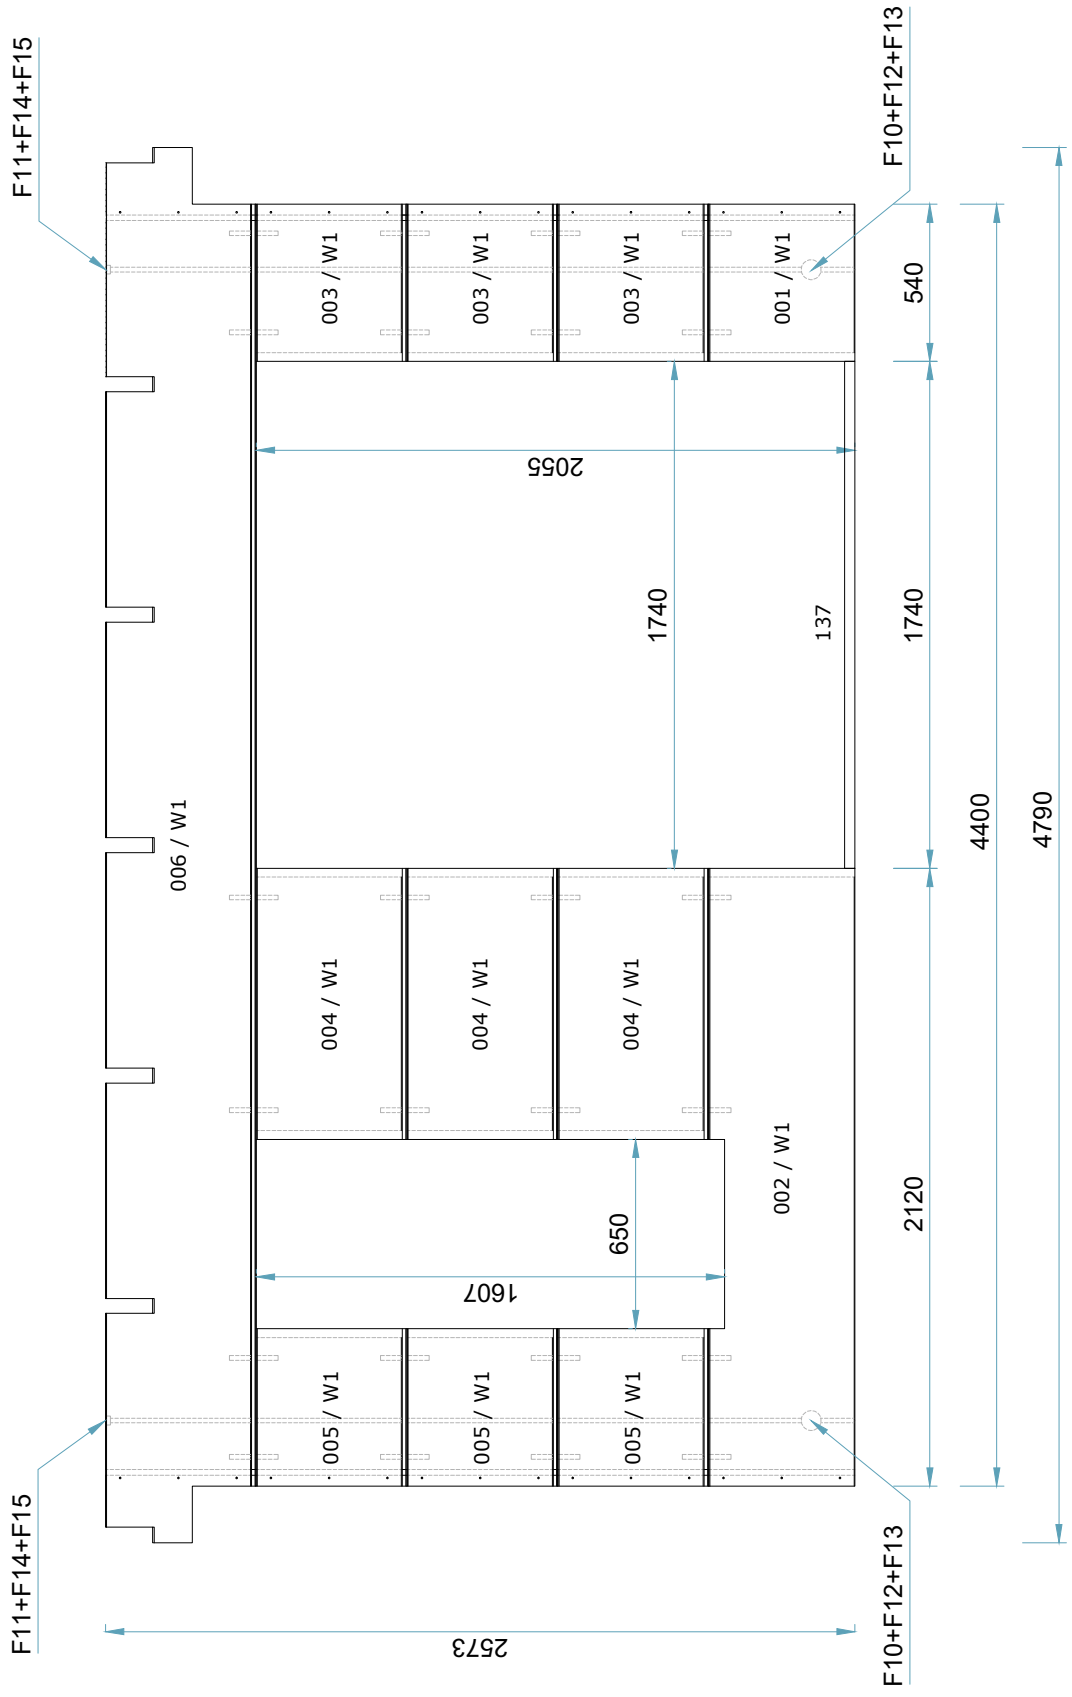 F11+F14+F15
F11+F14+F15
006 / W1
005 / W1
004 / W1
003 / W1
005 / W1
004 / W1
003 / W1
005 / W1
004 / W1
003 / W1
002 / W1
001 / W1
1607
650
2055
1740
137
2573
F10+F12+F13
F10+F12+F13
2120
1740
540
4400
4790